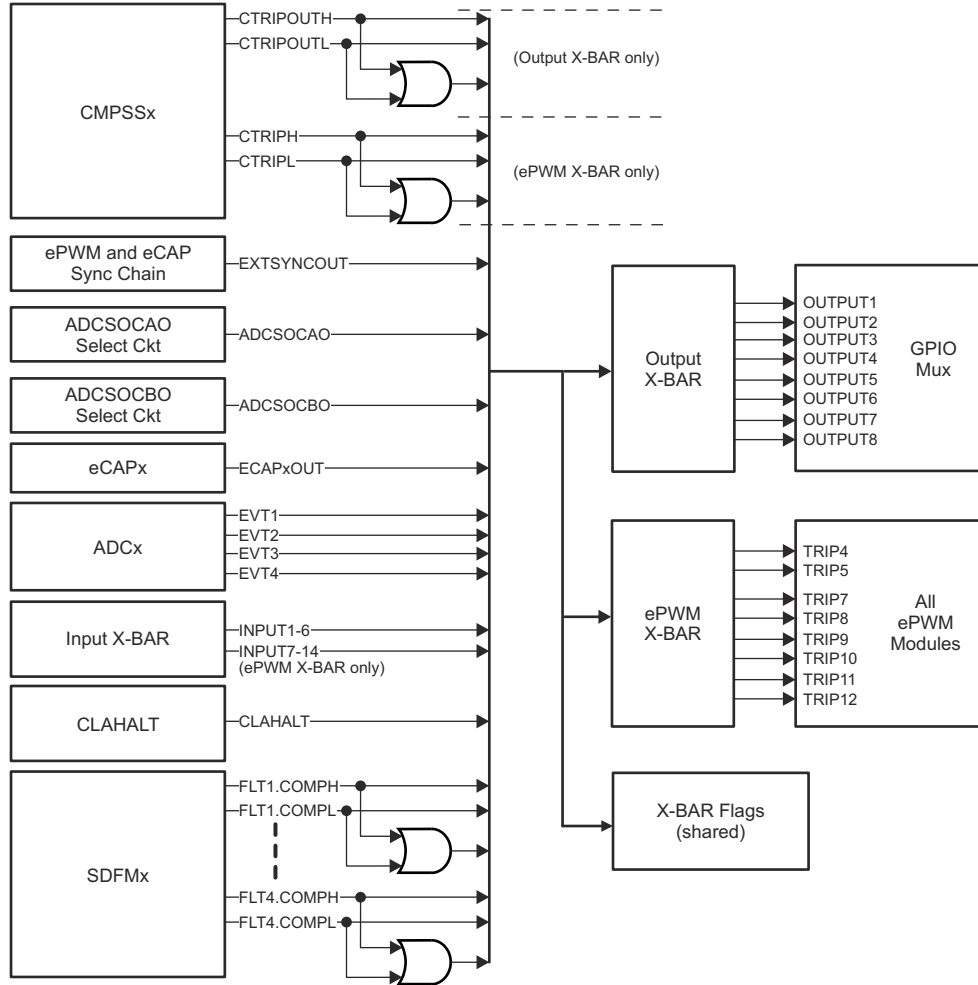 CMPSSx
CTRIPOUTH
CTRIPOUTL
(Output X-BAR only)
CTRIPH
CTRIPL
(ePWM X-BAR only)
ePWM and eCAP
Sync Chain
EXTSYNCOUT
ADCSOCAO
Select Ckt
ADCSOCAO
ADCSOCBO
Select Ckt
ADCSOCBO
eCAPx
ECAPxOUT
ADCx
EVT1
EVT2
EVT3
EVT4
Input X-BAR
INPUT1-6
INPUT7-14
(ePWM X-BAR only)
CLAHALT
CLAHALT
SDFMx
FLT1.COMPH
FLT1.COMPL
FLT4.COMPH
FLT4.COMPL
Output
X-BAR
OUTPUT1
OUTPUT2
OUTPUT3
OUTPUT4
OUTPUT5
OUTPUT6
OUTPUT7
OUTPUT8
GPIO
Mux
ePWM
X-BAR
TRIP4
TRIP5
TRIP7
TRIP8
TRIP9
TRIP10
TRIP11
TRIP12
All
ePWM
Modules
X-BAR Flags
(shared)